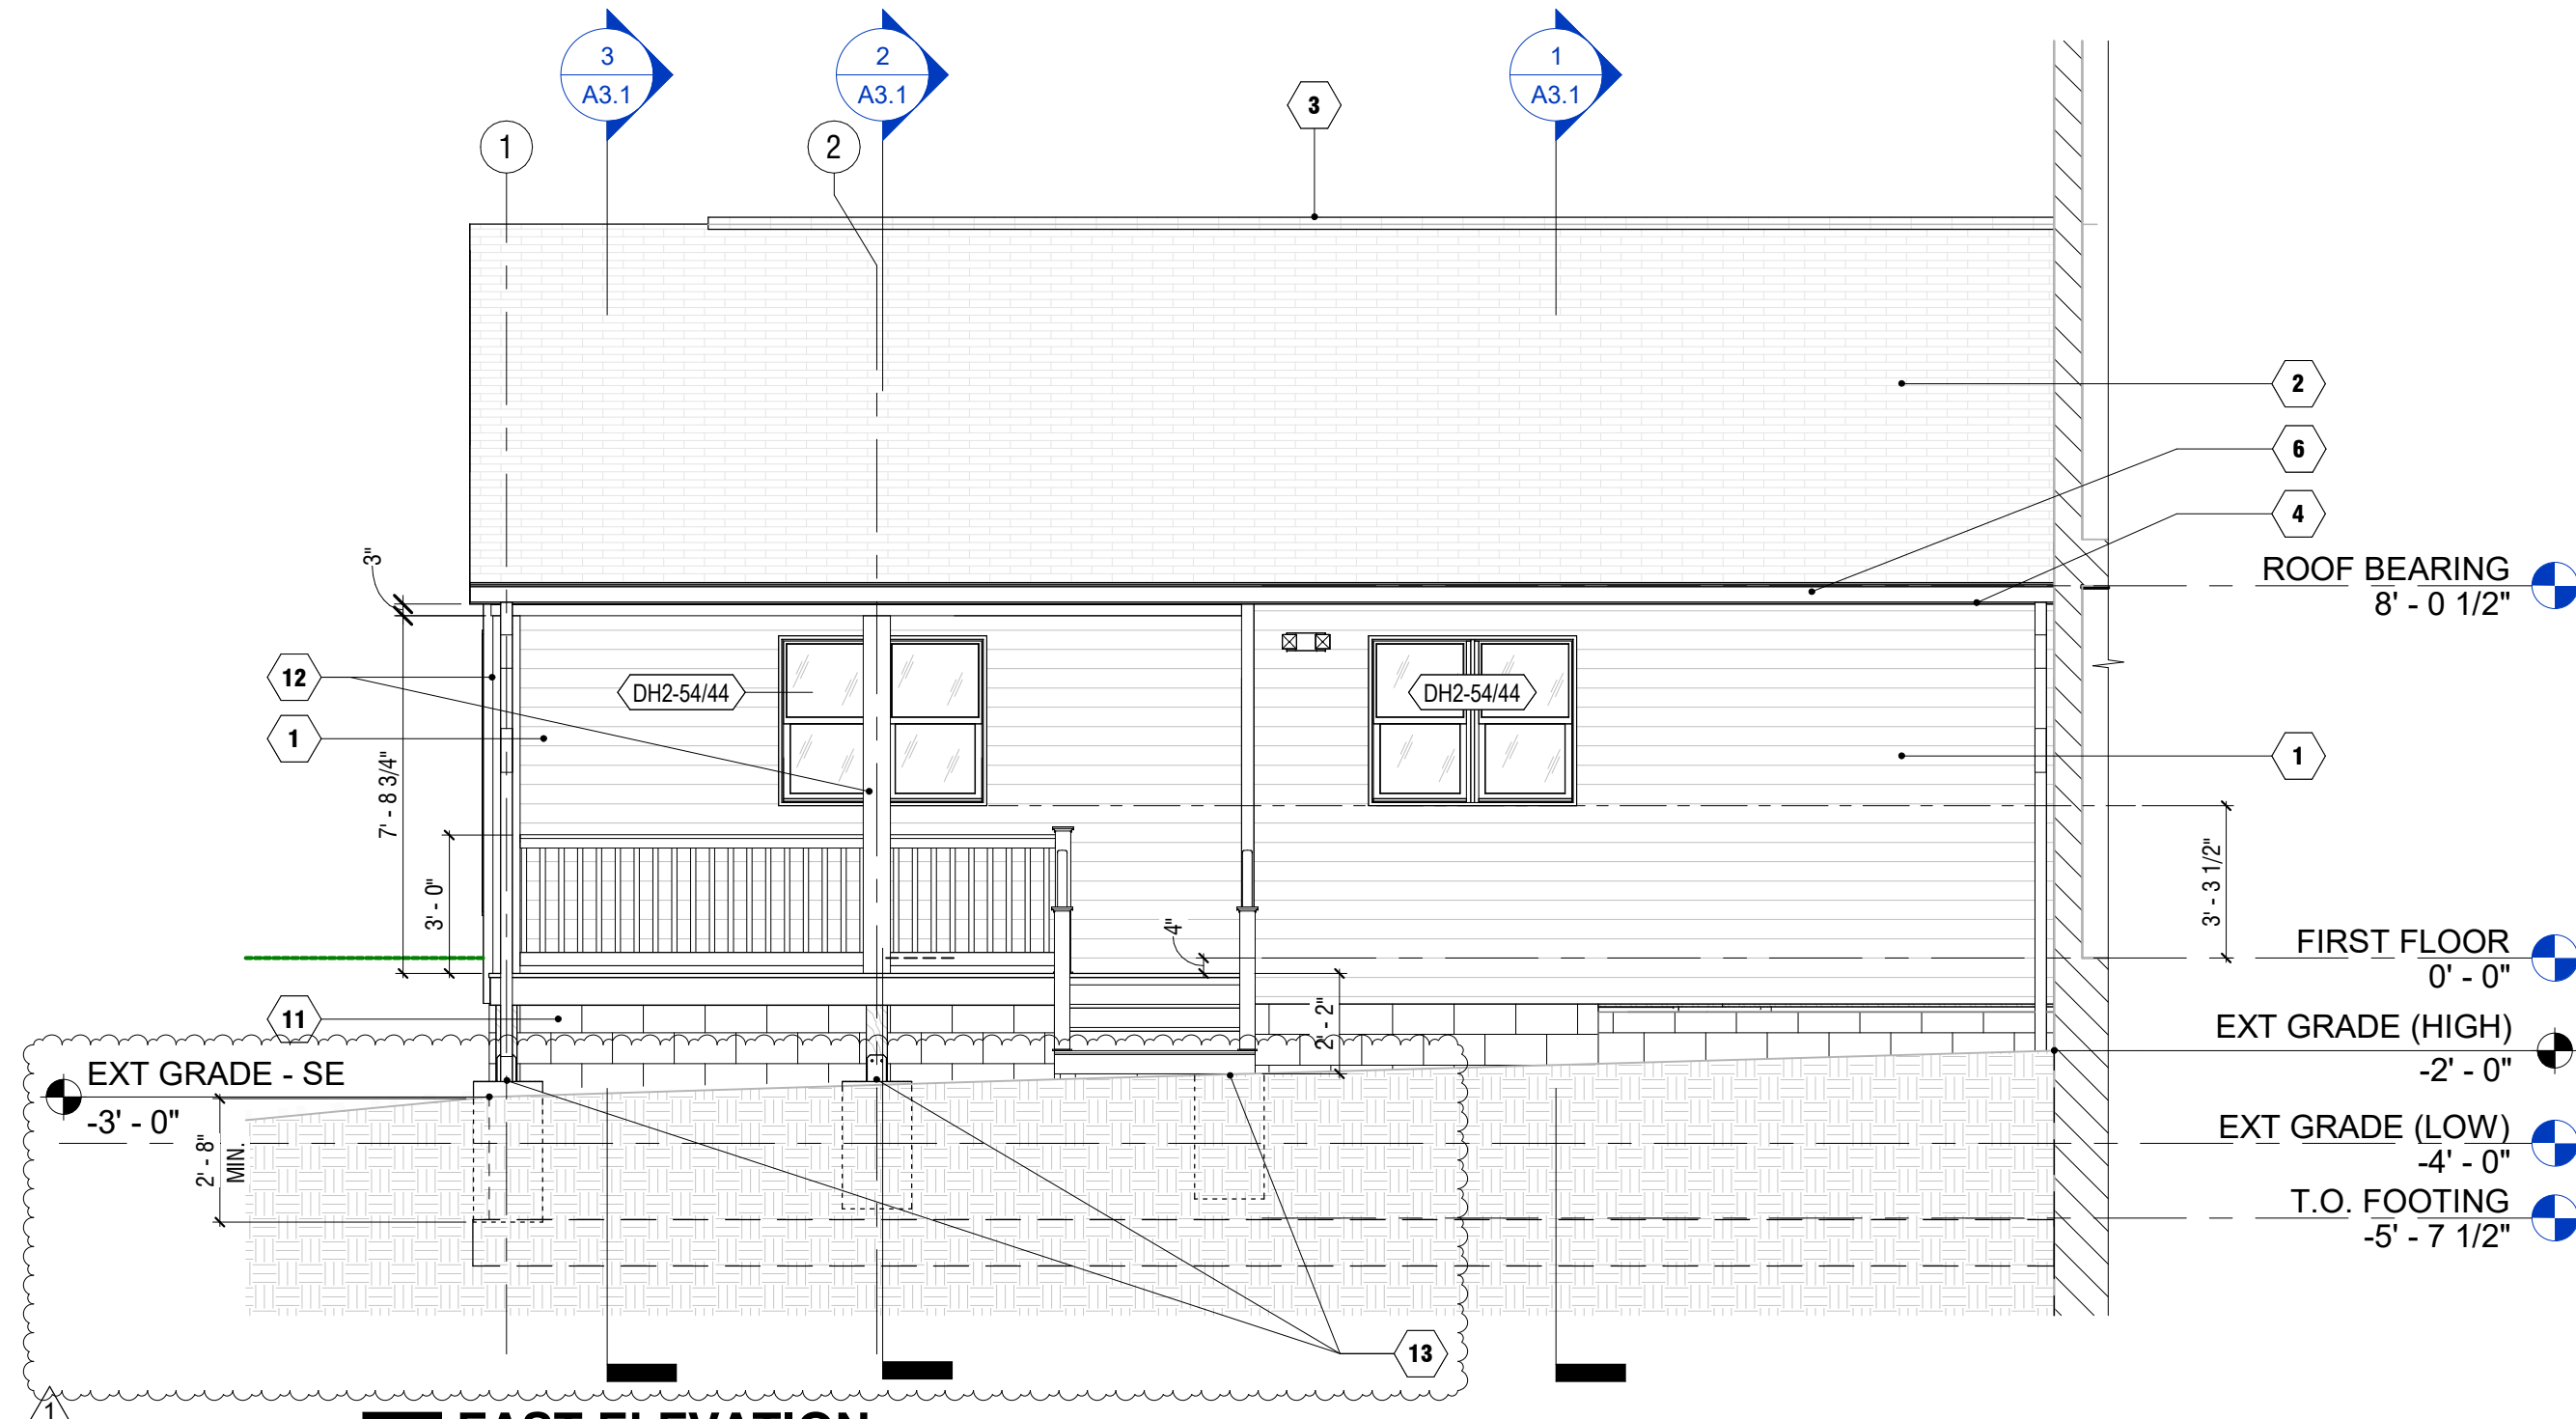 3
A3.1
2
A3.1
1
A3.1
3
1
2
2
6
4
3"
ROOF BEARING
8' - 0 1/2"
12
DH2-54/44
DH2-54/44
1
1
7' - 8 3/4"
3' - 0"
3' - 3 1/2"
4"
FIRST FLOOR
0' - 0"
11
2' - 2"
EXT GRADE (HIGH)
-2' - 0"
EXT GRADE - SE
-3' - 0"
2' - 8"
MIN.
EXT GRADE (LOW)
-4' - 0"
T.O. FOOTING
-5' - 7 1/2"
13
1
EAST ELEVATION